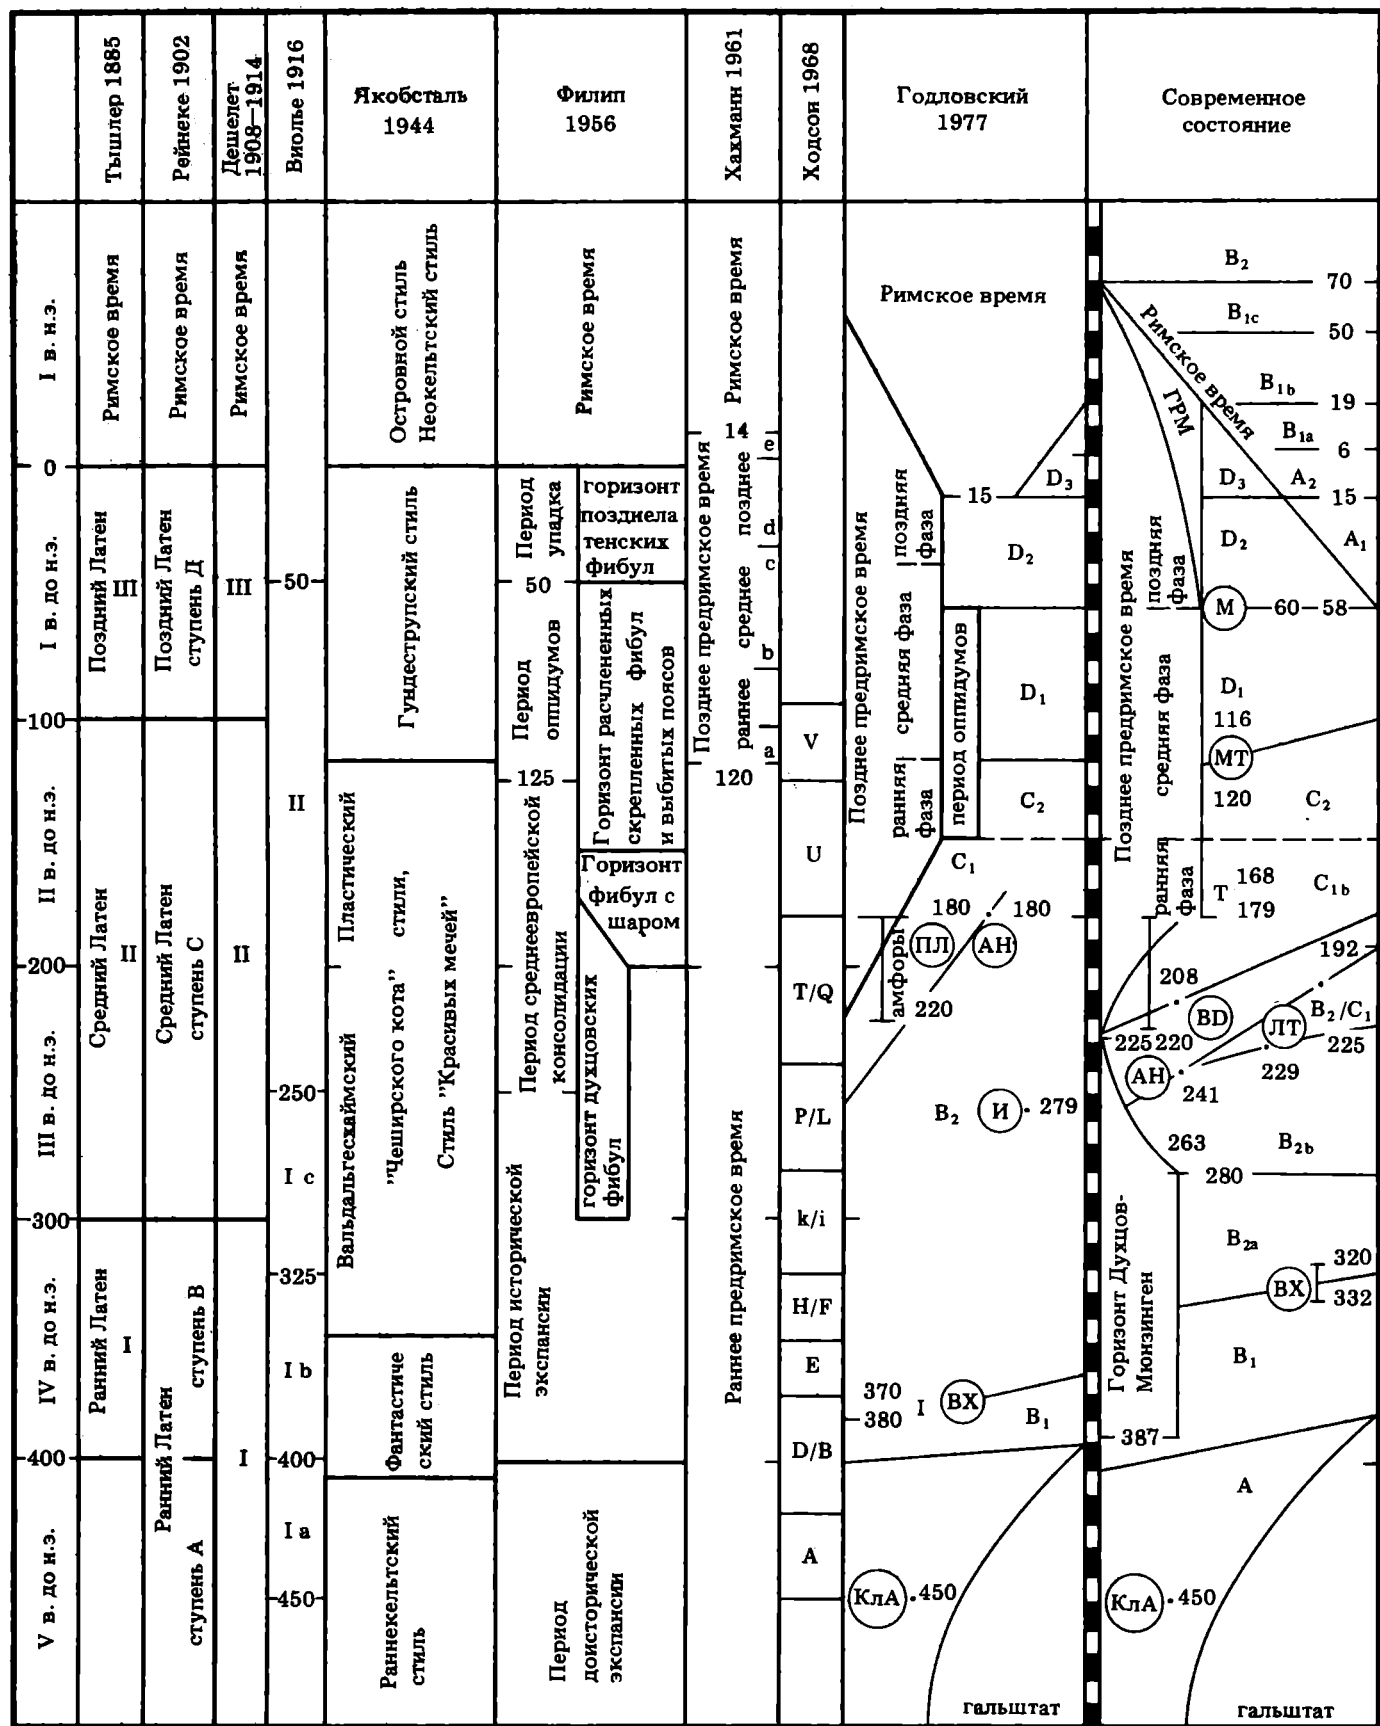 Тышлер 1885
Рейнеке 1902
Дешелет
1908—1914
Виолье 1916
Якобсталь
1944
Филип
1956
Хахманн 1961
Ходсон 1968
Годловский
1977
Современное
состояние
I в. н.э.
0
I в. до н.э.
100
II в. до н.э.
200
III в. до н.э.
300
IV в. до н.э.
400
V в. до н.э.
Римское время
Поздний Латен
III
Средний Латен
II
Ранний Латен
I
Римское время
Поздний Латен
ступень Д
Средний Латен
ступень С
Ранний Латен
ступень В
ступень А
Римское время
III
II
I
50
II
250
I c
325
I b
400
I a
450
Островной стиль
Неокельтский стиль
Гундеструпский стиль
Вальдальгесхаймский
Пластический
"Чеширского кота" стили,
Стиль "Красивых мечей"
Фантастиче
ский стиль
Раннекельтский
стиль
Римское время
Период
упадка
50
Период
оппидумов
125
Период среднеевропейской
консолидации
Период исторической
экспансии
Период
доисторической
экспансии
горизонт
позднела
тенских
фибул
Горизонт расчлененных
скрепленных фибул
и выбитых поясов
Горизонт
фибул с
шаром
горизонт духцовских
фибул
Римское время
14
Позднее предримское время
позднее
среднее
раннее
e
d
c
b
a
120
Раннее предримское время
V
U
T/Q
P/L
k/i
H/F
E
D/B
A
Римское время
Позднее предримское время
поздняя
фаза
средняя фаза
ранняя
фаза
период оппидумов
15
D3
D2
D1
C2
C1
180
180
амфоры
ПЛ
АН
220
B2
И
279
370
380
I
ВХ
B1
КлА
450
гальштат
B2
70
B1c
50
Римское время
ГРМ
B1b
19
B1a
6
D3
A2
15
D2
A1
М
60
58
Позднее предримское время
поздняя
фаза
средняя фаза
ранняя
фаза
D1
116
МТ
120
C2
Т
168
179
C1b
192
208
BD
B2/C1
ЛТ
225 220
225
229
АН
241
263
B2b
280
Горизонт Духцов-
Мюнзинген
B2a
320
ВХ
332
B1
387
A
КлА
450
гальштат